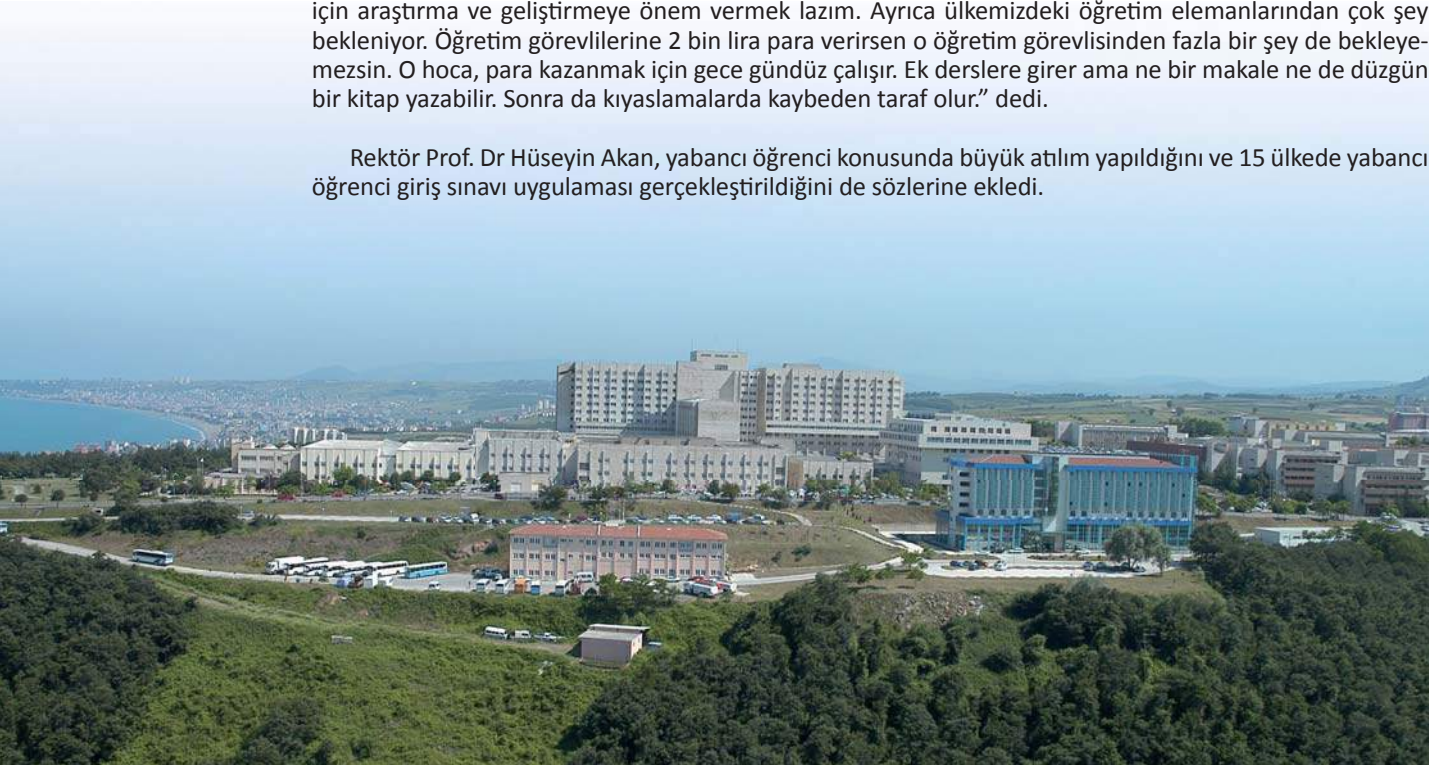 için araştırma ve geliştirmeye önem vermek lazım. Ayrıca ülkemizdeki öğretim elemanlarından çok şey
bekleniyor. Öğretim görevlilerine 2 bin lira para verirsen o öğretim görevlisinden fazla bir şey de bekleye-
mezsin. O hoca, para kazanmak için gece gündüz çalışır. Ek derslere girer ama ne bir makale ne de düzgün
bir kitap yazabilir. Sonra da kıyaslamalarda kaybeden taraf olur.” dedi.
Rektör Prof. Dr Hüseyin Akan, yabancı öğrenci konusunda büyük atılım yapıldığını ve 15 ülkede yabancı
öğrenci giriş sınavı uygulaması gerçekleştirildiğini de sözlerine ekledi.